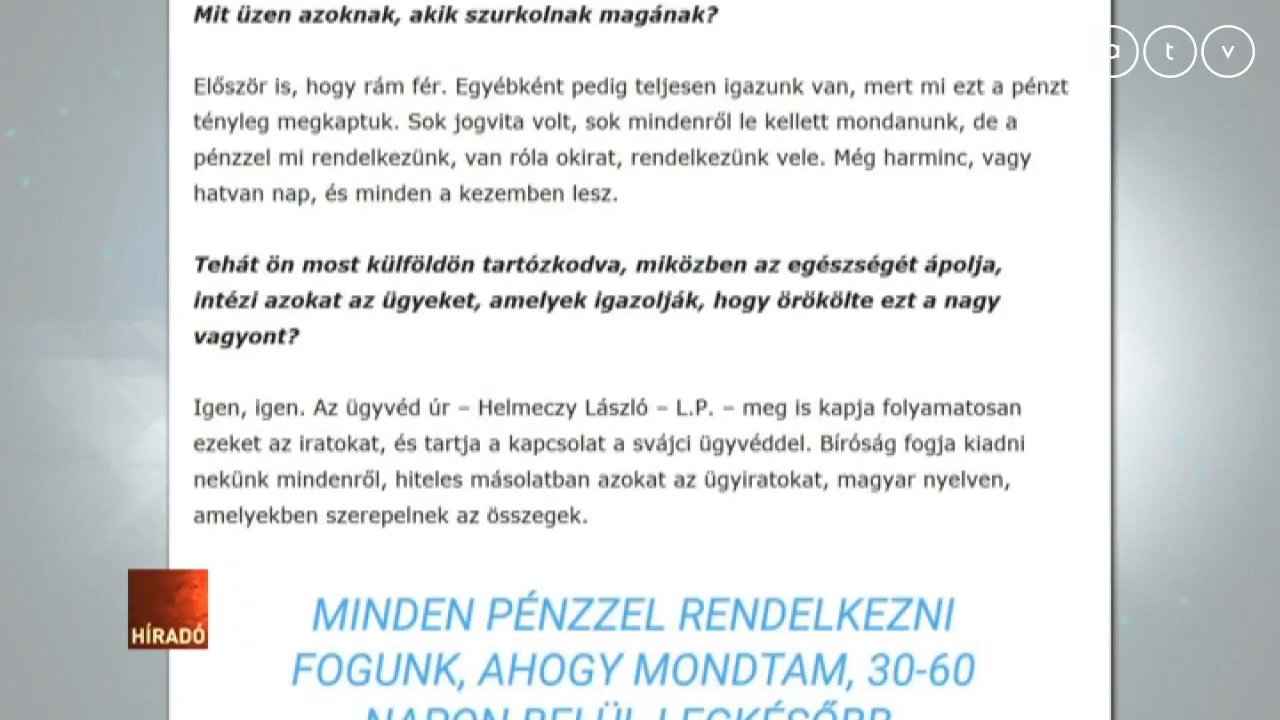 Mit üzen azoknak, akik szurkolnak magának?
a t v
Először is, hogy rám fér. Egyébként pedig teljesen igazunk van, mert mi ezt a pénzt
tényleg megkaptuk. Sok jogvita volt, sok mindenről le kellett mondanunk, de a
pénzzel mi rendelkezünk, van róla okirat, rendelkezünk vele. Még harminc, vagy
hatvan nap, és minden a kezemben lesz.
Tehát ön most külföldön tartózkodva, miközben az egészségét ápolja,
intézi azokat az ügyeket, amelyek igazolják, hogy örökölte ezt a nagy
vagyont?
Igen, igen. Az ügyvéd úr – Helmeczy László – L.P. – meg is kapja folyamatosan
ezeket az iratokat, és tartja a kapcsolat a svájci ügyvéddel. Bíróság fogja kiadni
nekünk mindenről, hiteles másolatban azokat az ügyiratokat, magyar nyelven,
amelyekben szerepelnek az összegek.
HÍRADÓ
MINDEN PÉNZZEL RENDELKEZNI
FOGUNK, AHOGY MONDTAM, 30-60
NAPON BELÜL LEGKÉSŐBB